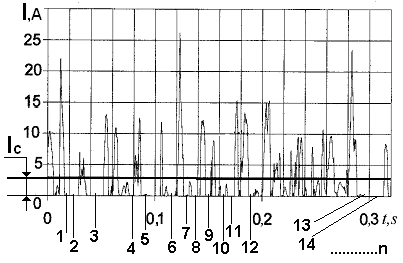 I,A
25
20
15
10
Ic
5
0
0 0,1 0,2 0,3 t,s
1 2 3 4 5 6 7 8 9 10 11 12 13 14 ............n